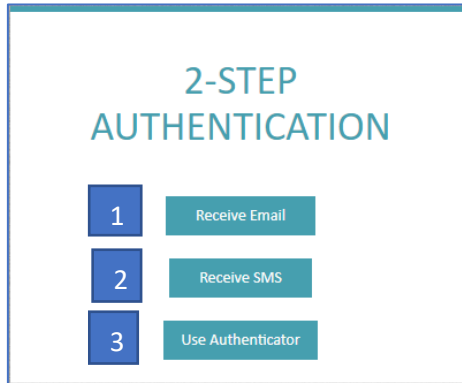 2-STEP
AUTHENTICATION
1 Receive Email
2 Receive SMS
3 Use Authenticator